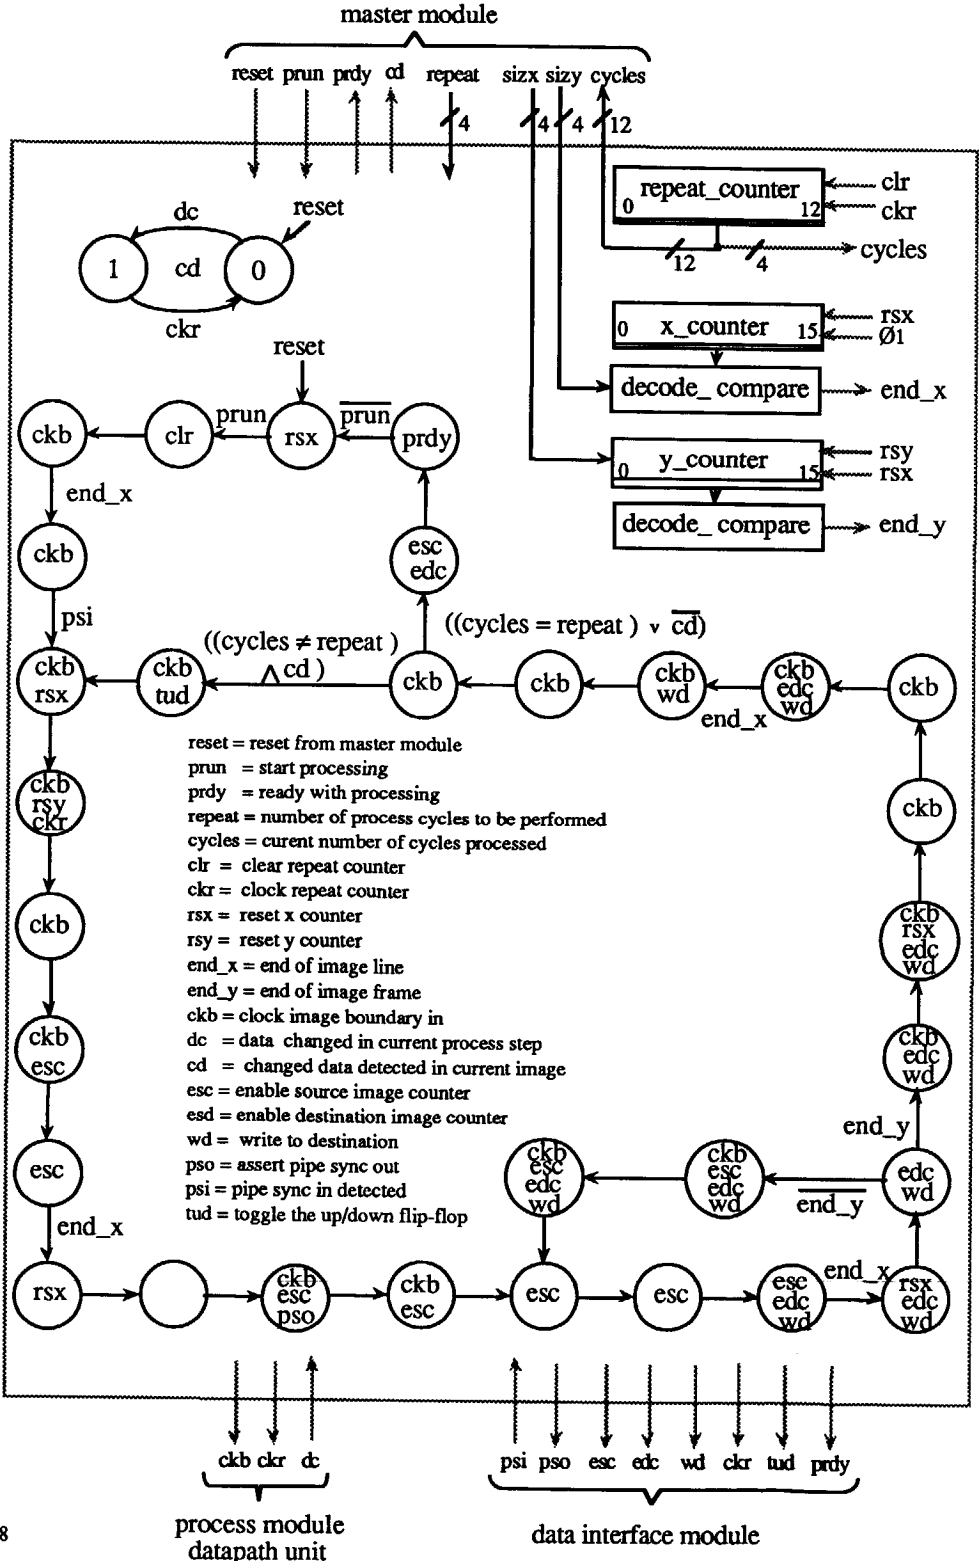 master module
reset prun prdy cd repeat sizx sizy cycles
4 4 4 12
repeat_counter
0 12
clr
ckr
cycles
12 4
dc
reset
1 cd 0
ckr
0 x_counter 15
rsx
Ø1
decode_ compare
end_x
0 y_counter 15
rsy
rsx
decode_ compare
end_y
reset
ckb
clr
prun
rsx
prun
prdy
end_x
ckb
esc
edc
psi
ckb
rsx
ckb
tud
((cycles ≠ repeat )
∧ cd )
ckb
((cycles = repeat ) v cd)
ckb
ckb
wd
end_x
ckb
edc
wd
ckb
reset = reset from master module
prun = start processing
prdy = ready with processing
repeat = number of process cycles to be performed
cycles = curent number of cycles processed
clr = clear repeat counter
ckr = clock repeat counter
rsx = reset x counter
rsy = reset y counter
end_x = end of image line
end_y = end of image frame
ckb = clock image boundary in
dc = data changed in current process step
cd = changed data detected in current image
esc = enable source image counter
esd = enable destination image counter
wd = write to destination
pso = assert pipe sync out
psi = pipe sync in detected
tud = toggle the up/down flip-flop
ckb
rsy
ckr
ckb
ckb
esc
esc
end_x
ckb
ckb
rsx
edc
wd
ckb
edc
wd
end_y
ckb
esc
edc
wd
ckb
esc
edc
wd
end_y
edc
wd
rsx
ckb
esc
pso
ckb
esc
esc
esc
esc
edc
wd
end_x
rsx
edc
wd
ckb ckr dc
psi pso esc edc wd ckr tud prdy
process module
datapath unit
data interface module
8